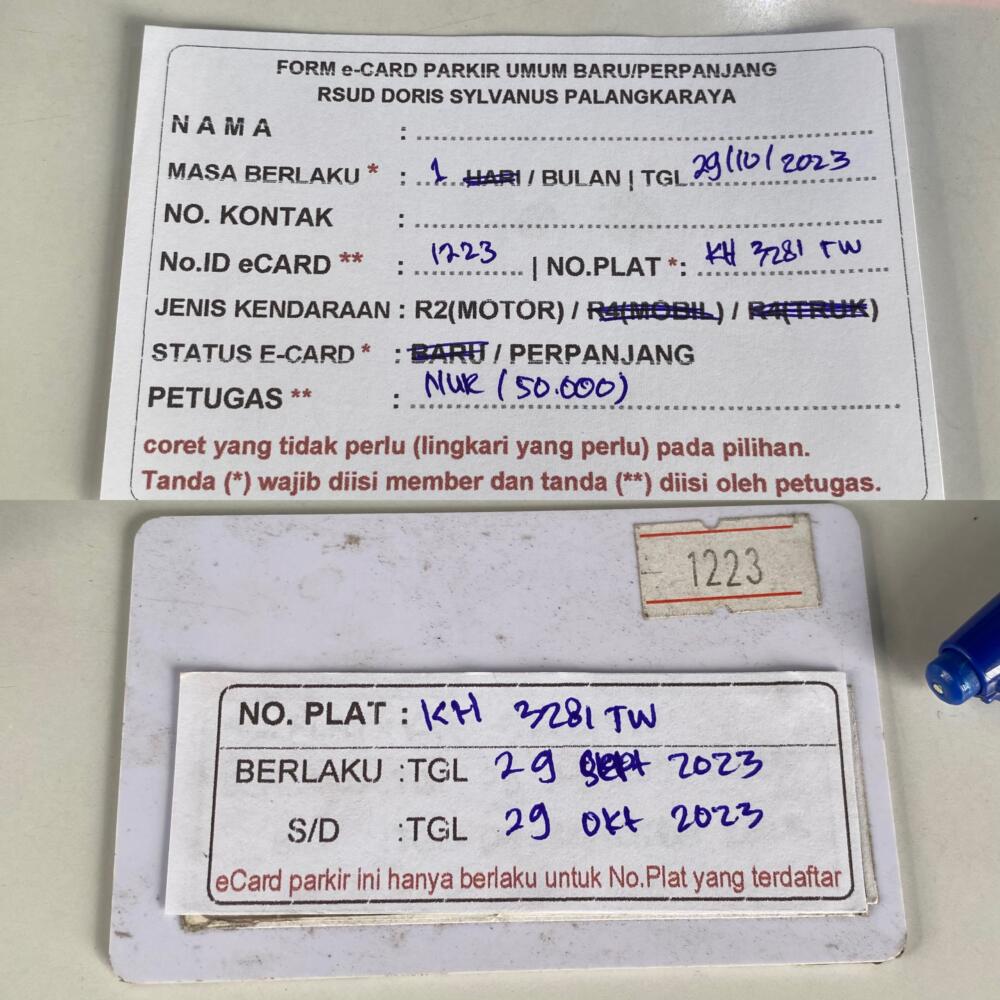 FORM e-CARD PARKIR UMUM BARU/PERPANJANG
RSUD DORIS SYLVANUS PALANGKARAYA
N A M A :
MASA BERLAKU * : 1 HARI / BULAN | TGL 29/10/2023
NO. KONTAK :
No.ID eCARD ** : 1223 | NO.PLAT *: KH 3281 TW
JENIS KENDARAAN : R2(MOTOR) / R4(MOBIL) / R4(TRUK)
STATUS E-CARD * : BARU / PERPANJANG
PETUGAS ** : NUR (50.000)
coret yang tidak perlu (lingkari yang perlu) pada pilihan.
Tanda (*) wajib diisi member dan tanda (**) diisi oleh petugas.
1223
NO. PLAT : KH 3281 TW
BERLAKU :TGL 29 Sept 2023
S/D :TGL 29 Okt 2023
eCard parkir ini hanya berlaku untuk No.Plat yang terdaftar